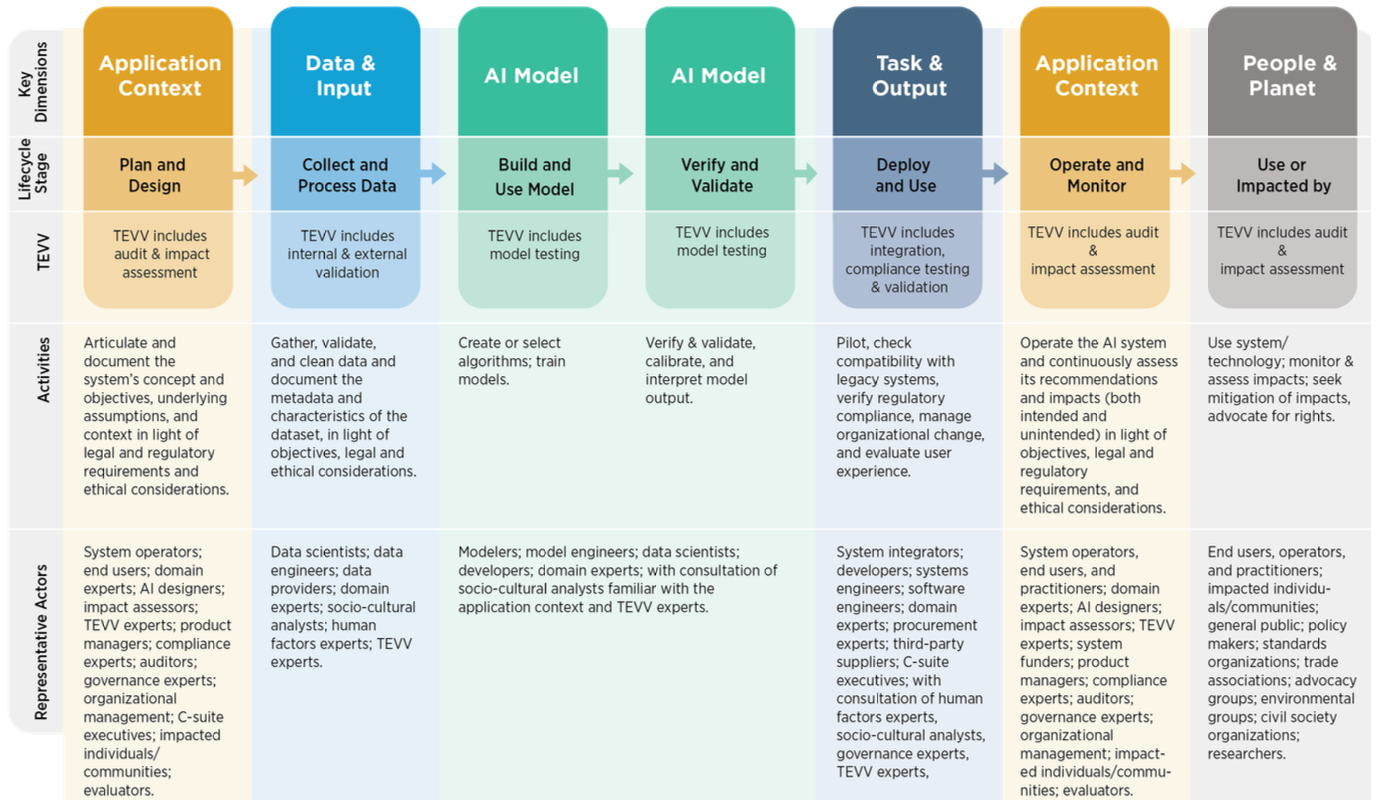 Key
Dimensions
Application
Context
Data &
Input
AI Model
AI Model
Task &
Output
Application
Context
People &
Planet
Lifecycle
Stage
Plan and
Design
Collect and
Process Data
Build and
Use Model
Verify and
Validate
Deploy
and Use
Operate and
Monitor
Use or
Impacted by
TEVV
TEVV includes
audit & impact
assessment
TEVV includes
internal & external
validation
TEVV includes
model testing
TEVV includes
model testing
TEVV includes
integration,
compliance testing
& validation
TEVV includes audit
&
impact assessment
TEVV includes audit
&
impact assessment
Activities
Articulate and
document the
system's concept and
objectives, underlying
assumptions, and
context in light of
legal and regulatory
requirements and
ethical considerations.
Gather, validate,
and clean data and
document the
metadata and
characteristics of the
dataset, in light of
objectives, legal and
ethical considerations.
Create or select
algorithms; train
models.
Verify & validate,
calibrate, and
interpret model
output.
Pilot, check
compatibility with
legacy systems,
verify regulatory
compliance, manage
organizational change,
and evaluate user
experience.
Operate the AI system
and continuously assess
its recommendations
and impacts (both
intended and
unintended) in light of
objectives, legal and
regulatory
requirements, and
ethical considerations.
Use system/
technology; monitor &
assess impacts; seek
mitigation of impacts,
advocate for rights.
Representative Actors
System operators;
end users; domain
experts; AI designers;
impact assessors;
TEVV experts; product
managers; compliance
experts; auditors;
governance experts;
organizational
management; C-suite
executives; impacted
individuals/
communities;
evaluators.
Data scientists; data
engineers; data
providers; domain
experts; socio-cultural
analysts; human
factors experts; TEVV
experts.
Modelers; model engineers; data scientists;
developers; domain experts; with consultation of
socio-cultural analysts familiar with the
application context and TEVV experts.
System integrators;
developers; systems
engineers; software
engineers; domain
experts; procurement
experts; third-party
suppliers; C-suite
executives; with
consultation of human
factors experts,
socio-cultural analysts,
governance experts,
TEVV experts,
System operators,
end users, and
practitioners; domain
experts; AI designers;
impact assessors; TEVV
experts; system
funders; product
managers; compliance
experts; auditors;
governance experts;
organizational
management; impact-
ed individuals/commu-
nities; evaluators.
End users, operators,
and practitioners;
impacted individu-
als/communities;
general public; policy
makers; standards
organizations; trade
associations; advocacy
groups; environmental
groups; civil society
organizations;
researchers.